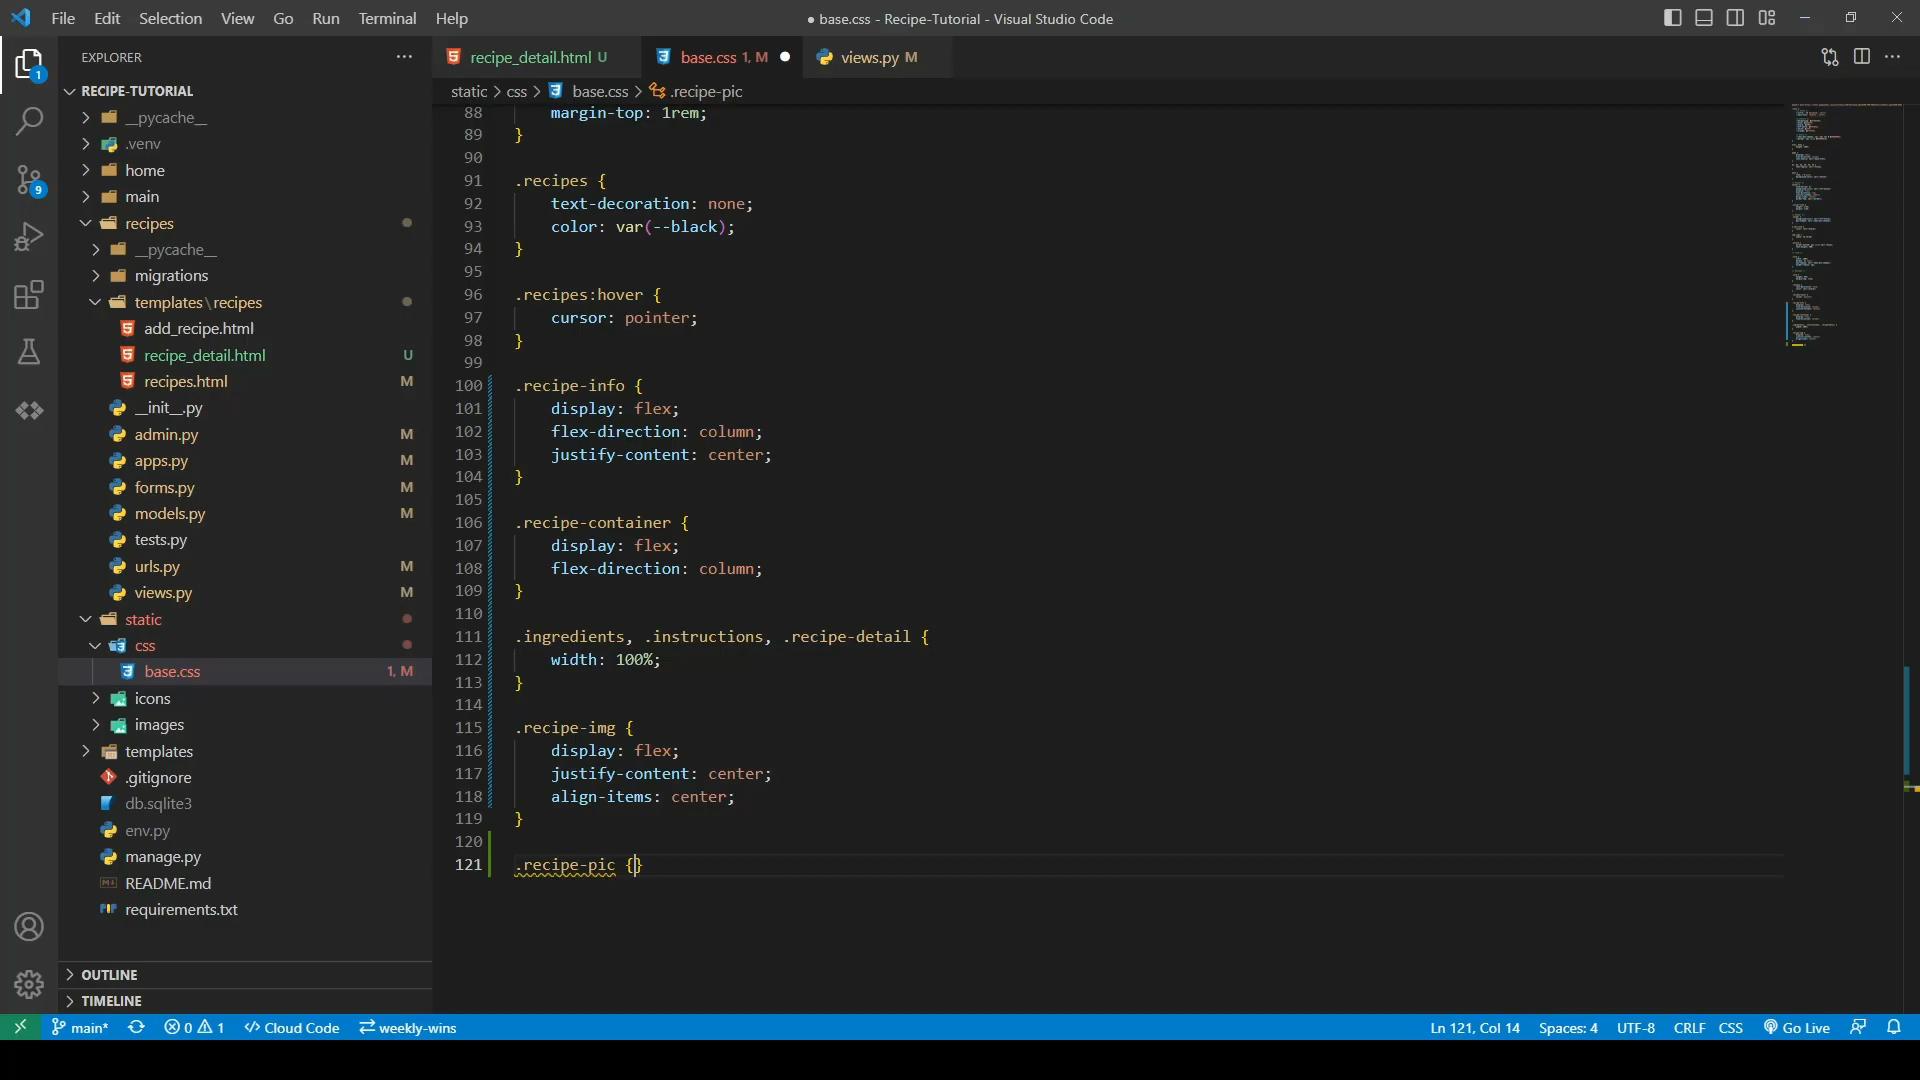 File Edit Selection View Go Run Terminal Help
● base.css - Recipe-Tutorial - Visual Studio Code
EXPLORER
recipe_detail.html U
base.css 1, M
views.py M
RECIPE-TUTORIAL
static > css > base.css > .recipe-pic
__pycache__
.venv
home
main
recipes
__pycache__
migrations
templates\recipes
add_recipe.html
recipe_detail.html U
recipes.html M
__init__.py
admin.py M
apps.py M
forms.py M
models.py M
tests.py
urls.py M
views.py M
static
css
base.css 1, M
icons
images
templates
.gitignore
db.sqlite3
env.py
manage.py
README.md
requirements.txt
OUTLINE
TIMELINE
1
9
88 margin-top: 1rem;
89 }
90
91 .recipes {
92 text-decoration: none;
93 color: var(--black);
94 }
95
96 .recipes:hover {
97 cursor: pointer;
98 }
99
100 .recipe-info {
101 display: flex;
102 flex-direction: column;
103 justify-content: center;
104 }
105
106 .recipe-container {
107 display: flex;
108 flex-direction: column;
109 }
110
111 .ingredients, .instructions, .recipe-detail {
112 width: 100%;
113 }
114
115 .recipe-img {
116 display: flex;
117 justify-content: center;
118 align-items: center;
119 }
120
121 .recipe-pic {}
main* 0 1 Cloud Code weekly-wins
Ln 121, Col 14 Spaces: 4 UTF-8 CRLF CSS Go Live